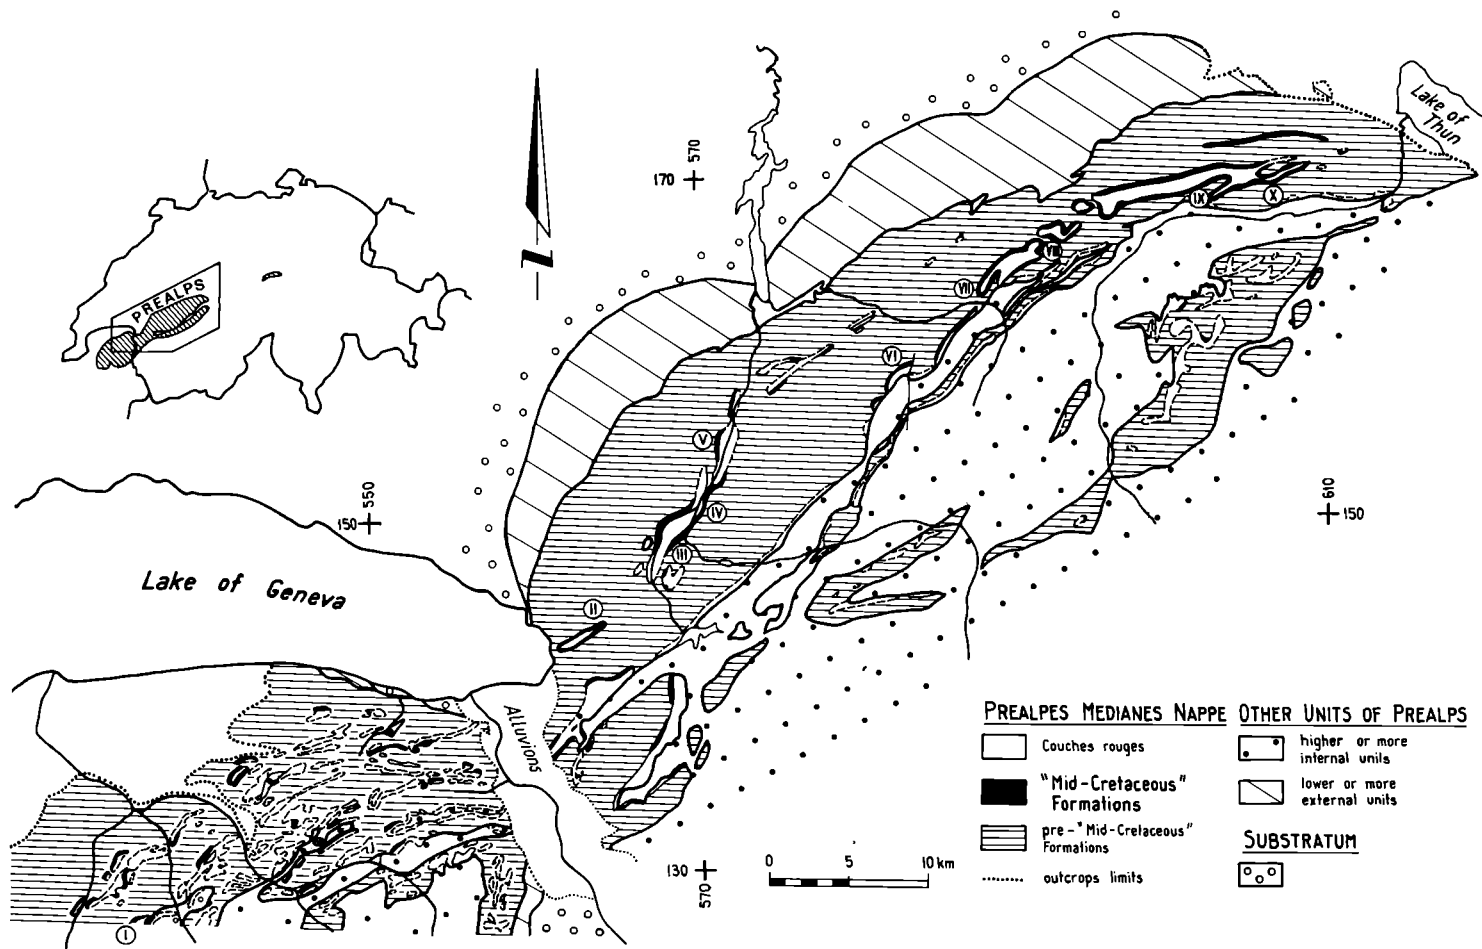 PREALPS
Lake of Geneva
Alluvions
Lake of
Thun
N
170
570
150
550
610
150
130
570
I
II
III
IV
V
VI
VII
VIII
IX
X
0 5 10 km
PREALPES MEDIANES NAPPE
Couches rouges
"Mid-Cretaceous"
Formations
pre-"Mid-Cretaceous"
Formations
outcrops limits
OTHER UNITS OF PREALPS
higher or more
internal units
lower or more
external units
SUBSTRATUM